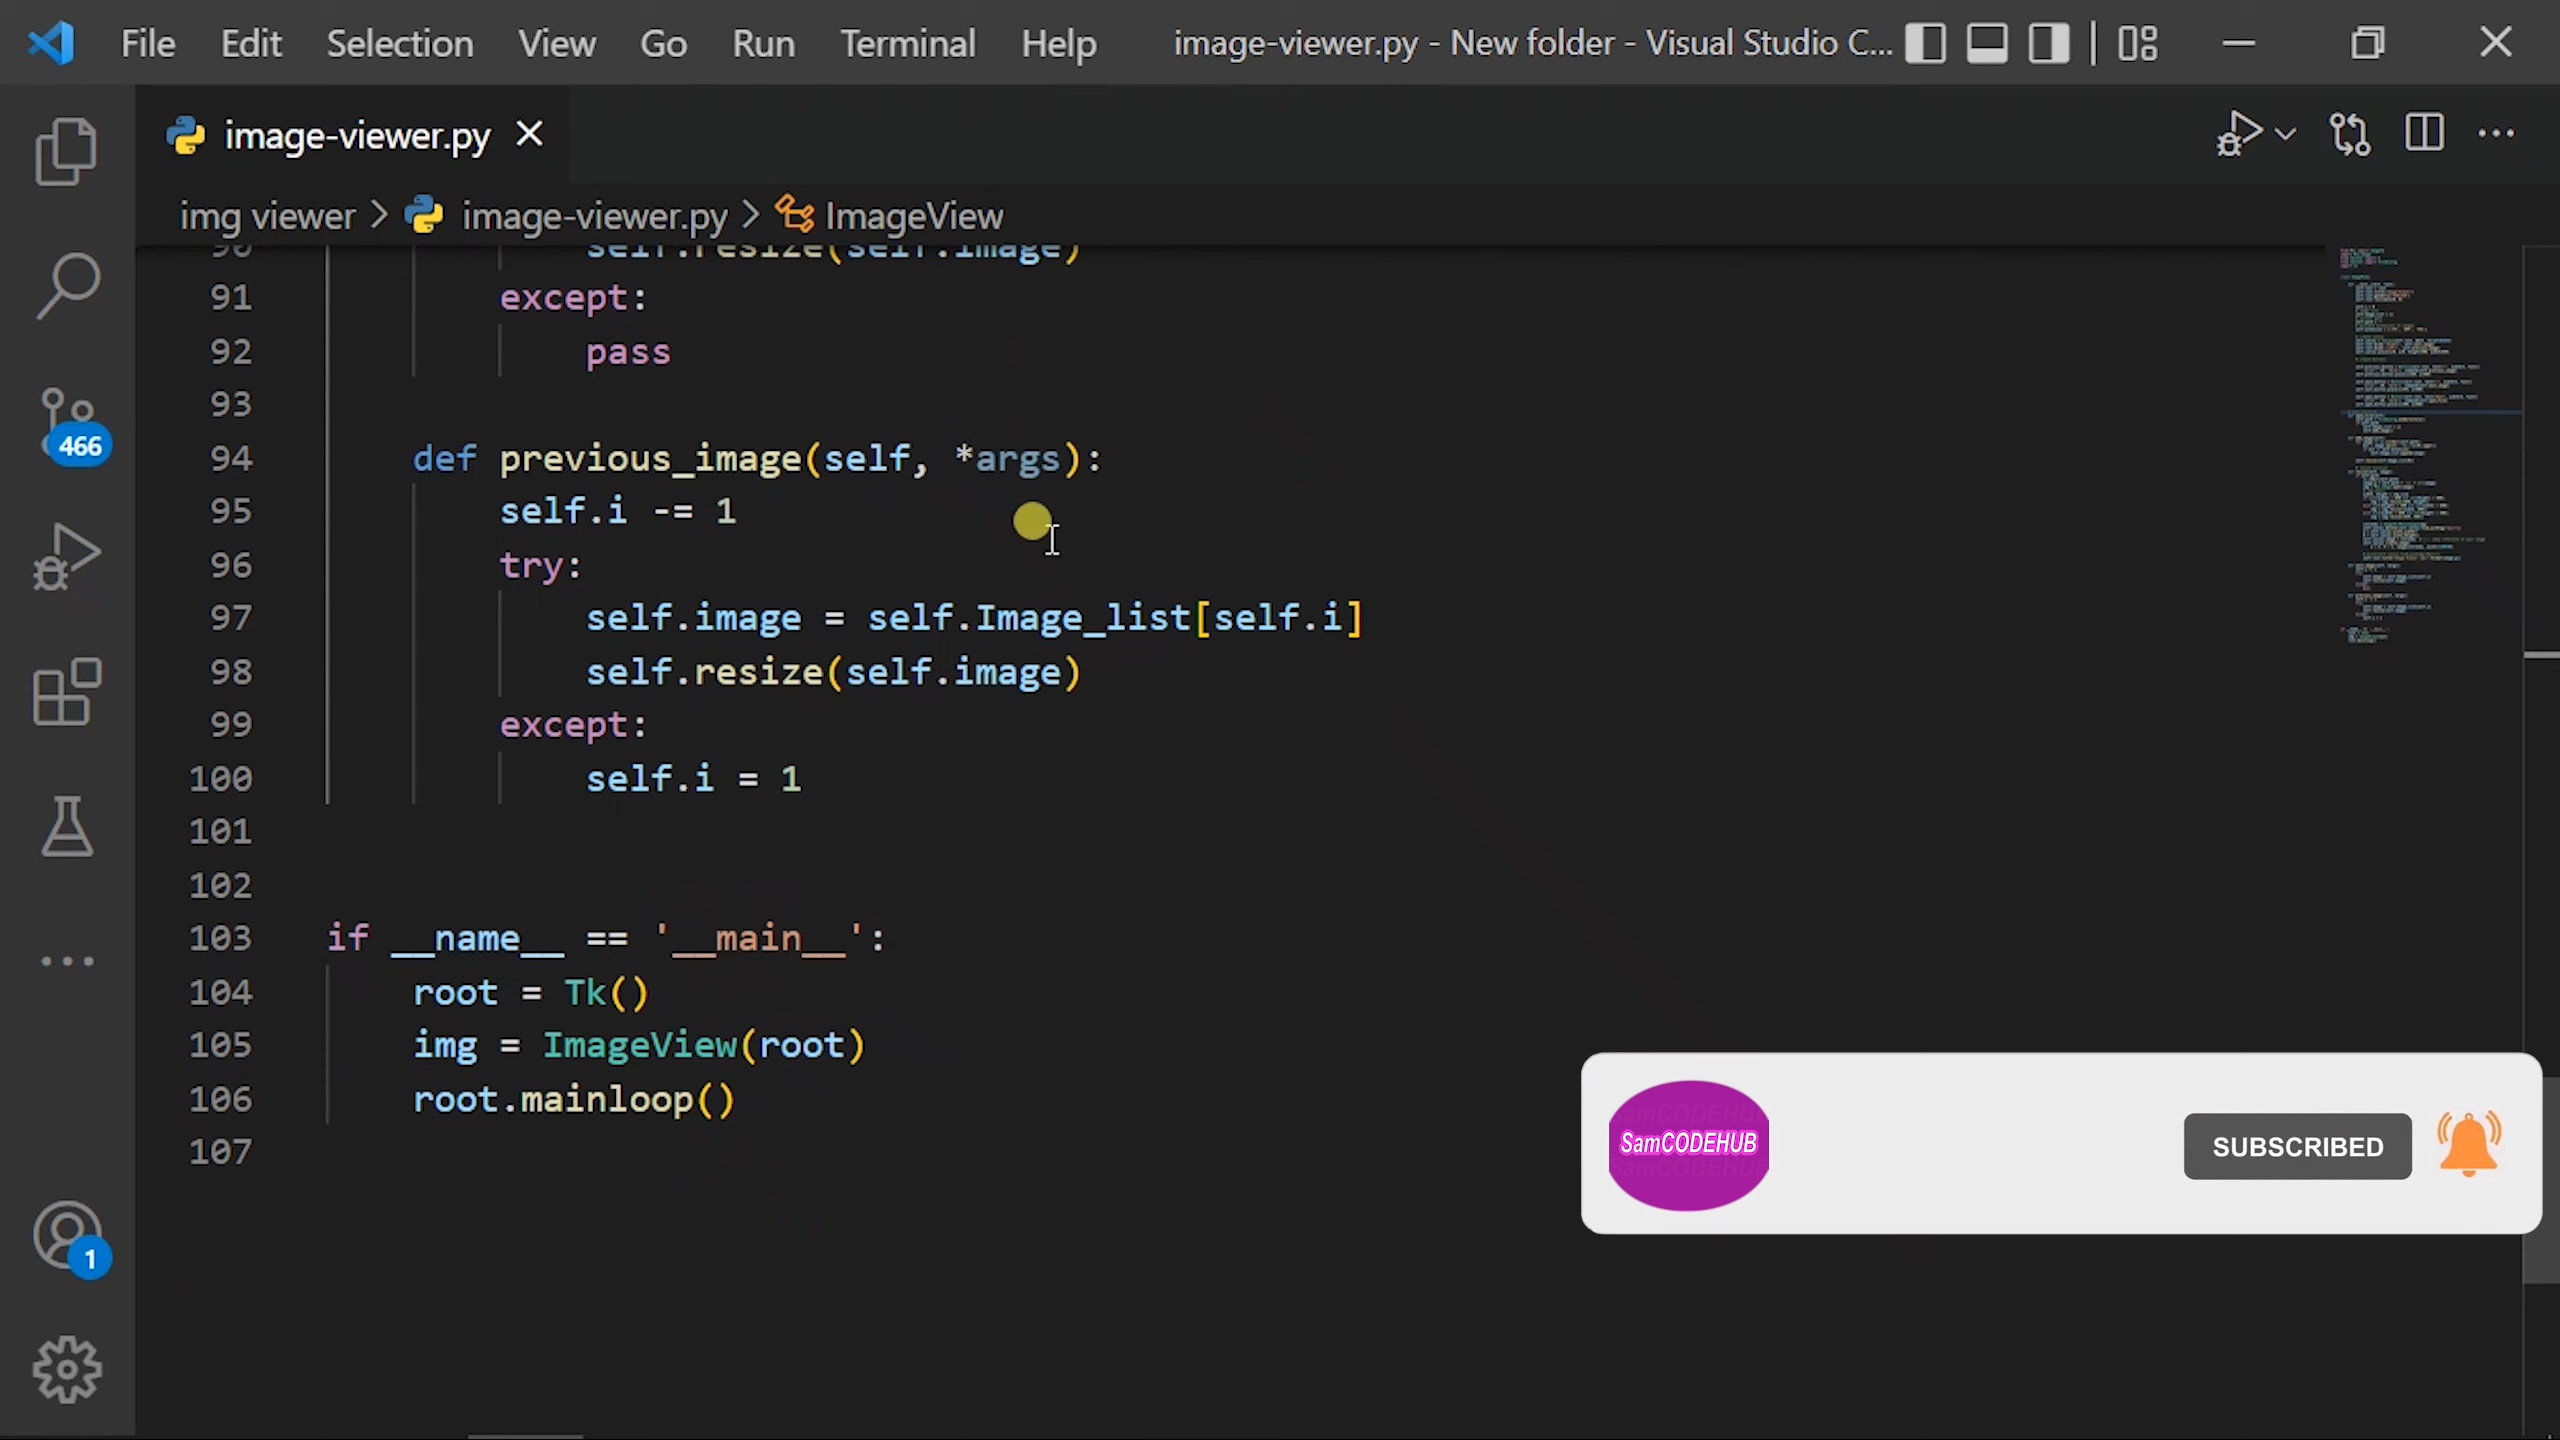 File Edit Selection View Go Run Terminal Help image-viewer.py - New folder - Visual Studio C...
image-viewer.py
img viewer > image-viewer.py > ImageView
90 self.resize(self.image)
91 except:
92 pass
93
94 def previous_image(self, *args):
95 self.i -= 1
96 try:
97 self.image = self.Image_list[self.i]
98 self.resize(self.image)
99 except:
100 self.i = 1
101
102
103 if __name__ == '__main__':
104 root = Tk()
105 img = ImageView(root)
106 root.mainloop()
107
466
1
SamCODEHUB
SUBSCRIBED